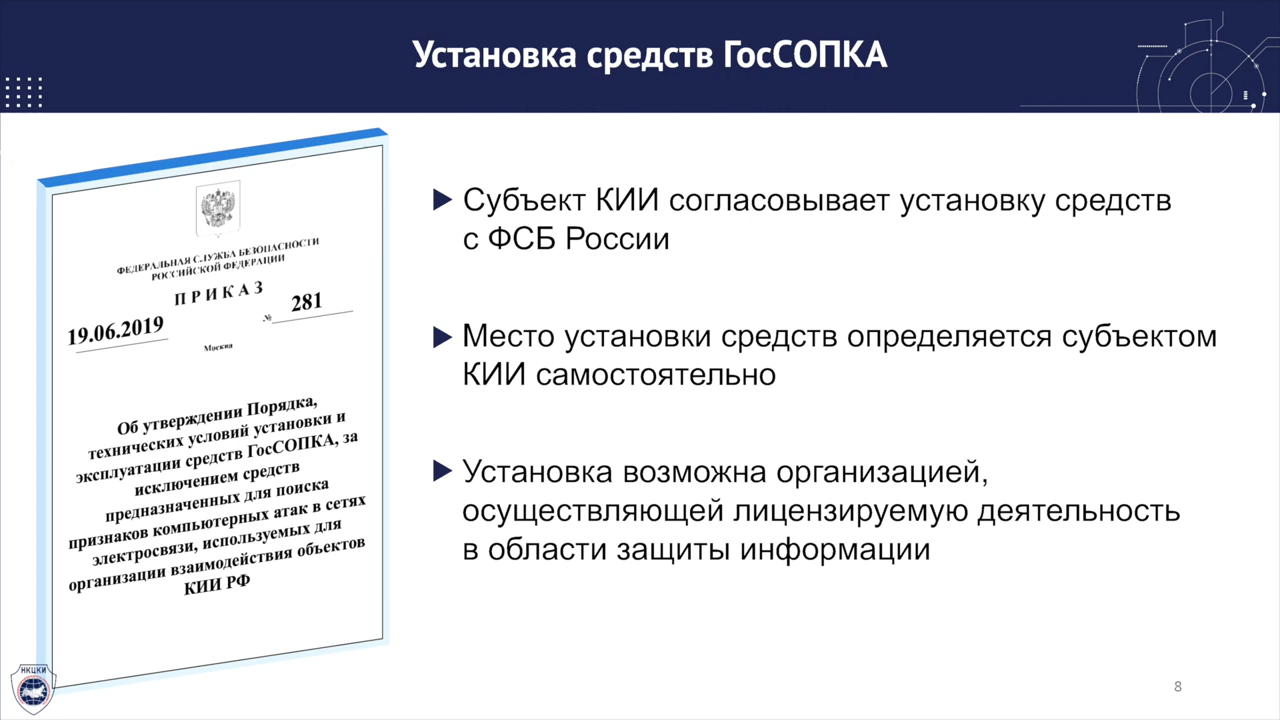 Установка средств ГосСОПКА
ФЕДЕРАЛЬНАЯ СЛУЖБА БЕЗОПАСНОСТИ
РОССИЙСКОЙ ФЕДЕРАЦИИ
ПРИКАЗ
19.06.2019
№ 281
Москва
Об утверждении Порядка,
технических условий установки и
эксплуатации средств ГосСОПКА, за
исключением средств
предназначенных для поиска
признаков компьютерных атак в сетях
электросвязи, используемых для
организации взаимодействия объектов
КИИ РФ
Субъект КИИ согласовывает установку средств
с ФСБ России
Место установки средств определяется субъектом
КИИ самостоятельно
Установка возможна организацией,
осуществляющей лицензируемую деятельность
в области защиты информации
НКЦКИ
8